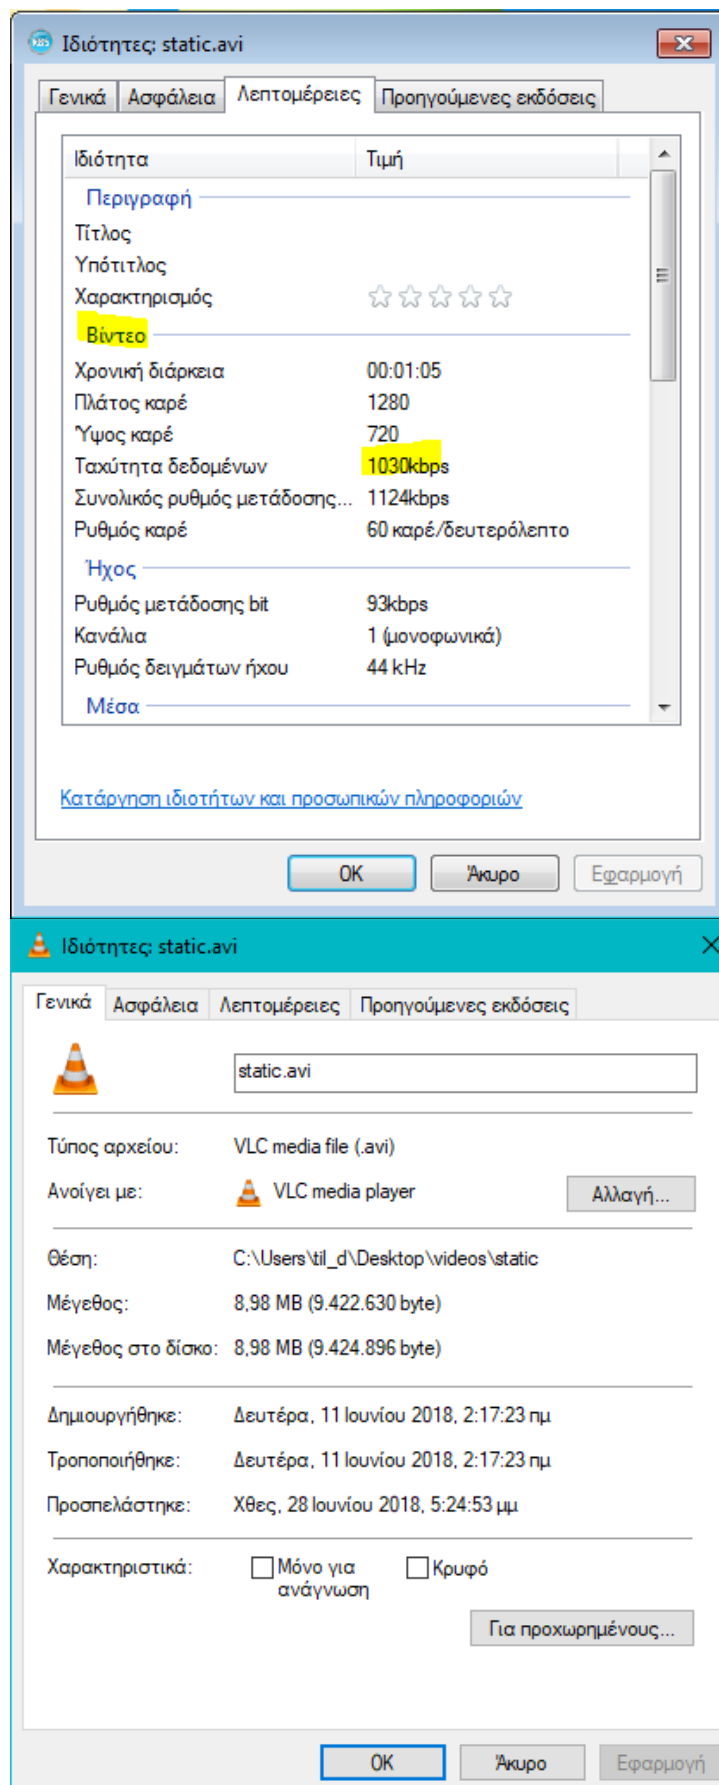 Ιδιότητες: static.avi
Γενικά Ασφάλεια Λεπτομέρειες Προηγούμενες εκδόσεις
Ιδιότητα Τιμή
Περιγραφή
Τίτλος
Υπότιτλος
Χαρακτηρισμός
Βίντεο
Χρονική διάρκεια 00:01:05
Πλάτος καρέ 1280
Ύψος καρέ 720
Ταχύτητα δεδομένων 1030kbps
Συνολικός ρυθμός μετάδοσης... 1124kbps
Ρυθμός καρέ 60 καρέ/δευτερόλεπτο
Ήχος
Ρυθμός μετάδοσης bit 93kbps
Κανάλια 1 (μονοφωνικά)
Ρυθμός δειγμάτων ήχου 44 kHz
Μέσα
Κατάργηση ιδιοτήτων και προσωπικών πληροφοριών
OK Άκυρο Εφαρμογή
Ιδιότητες: static.avi
Γενικά Ασφάλεια Λεπτομέρειες Προηγούμενες εκδόσεις
static.avi
Τύπος αρχείου: VLC media file (.avi)
Ανοίγει με: VLC media player Αλλαγή...
Θέση: C:\Users\til_d\Desktop\videos\static
Μέγεθος: 8,98 MB (9.422.630 byte)
Μέγεθος στο δίσκο: 8,98 MB (9.424.896 byte)
Δημιουργήθηκε: Δευτέρα, 11 Ιουνίου 2018, 2:17:23 πμ
Τροποποιήθηκε: Δευτέρα, 11 Ιουνίου 2018, 2:17:23 πμ
Προσπελάστηκε: Χθες, 28 Ιουνίου 2018, 5:24:53 μμ
Χαρακτηριστικά: Μόνο για Κρυφό
ανάγνωση
Για προχωρημένους...
OK Άκυρο Εφαρμογή